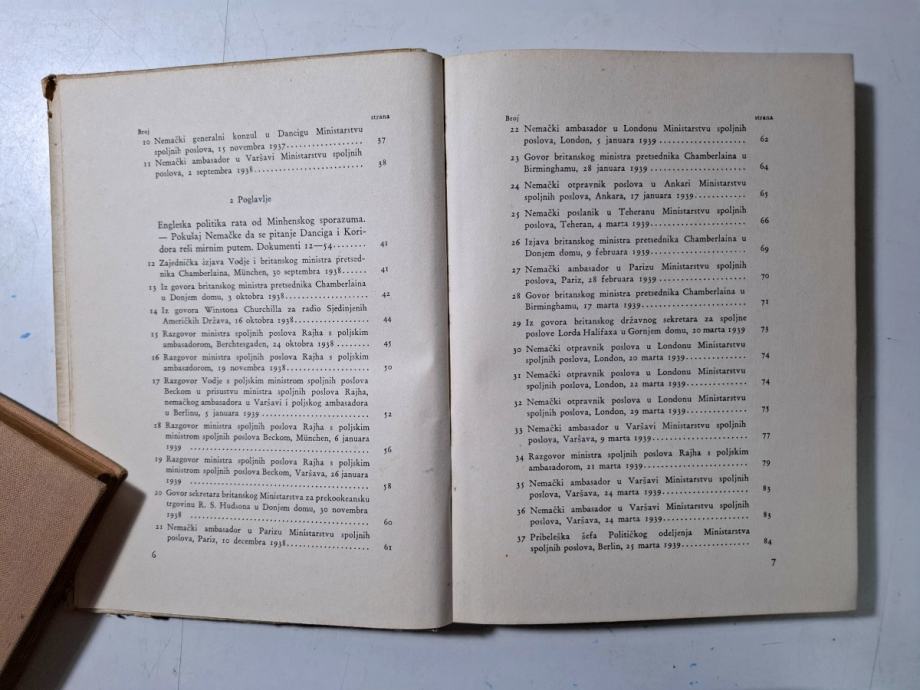 Broj strana
10 Nemački generalni konzul u Dancigu Ministarstvu
spoljnih poslova, 15 novembra 1937.......... 37
11 Nemački ambasador u Varšavi Ministarstvu spoljnih
poslova, 2 septembra 1938.................. 38
2 Poglavlje
Engleska politika rata od Minhenskog sporazuma.
— Pokušaj Nemačke da se pitanje Danciga i Kori-
dora reši mirnim putem. Dokumenti 12—54........ 41
12 Zajednička izjava Vodje i britanskog ministra pretsed-
nika Chamberlaina, München, 30 septembra 1938...... 41
13 Iz govora britanskog ministra pretsednika Chamberlaina
u Donjem domu, 3 oktobra 1938................ 42
14 Iz govora Winstona Churchilla za radio Sjedinjenih
Američkih Država, 16 oktobra 1938.............. 44
15 Razgovor ministra spoljnih poslova Rajha s poljskim
ambasadorom, Berchtesgaden, 24 oktobra 1938...... 45
16 Razgovor ministra spoljnih poslova Rajha s poljskim
ambasadorom, 19 novembra 1938................ 50
17 Razgovor Vodje s poljskim ministrom spoljnih poslova
Beckom u prisustvu ministra spoljnih poslova Rajha,
nemačkog ambasadora u Varšavi i poljskog ambasadora
u Berlinu, 5 januara 1939...................... 52
18 Razgovor ministra spoljnih poslova Rajha s poljskim
ministrom spoljnih poslova Beckom, München, 6 januara
1939 ........................................ 56
19 Razgovor ministra spoljnih poslova Rajha s poljskim
ministrom spoljnih poslova Beckom, Varšava, 26 januara
1939 ........................................ 58
20 Govor sekretara britanskog Ministarstva za prekookeansku
trgovinu R. S. Hudsona u Donjem domu, 30 novembra
1938 ........................................ 60
21 Nemački ambasador u Parizu Ministarstvu spoljnih
poslova, Pariz, 10 decembra 1938................ 61
6
Broj strana
22 Nemački ambasador u Londonu Ministarstvu spoljnih
poslova, London, 5 januara 1939................ 62
23 Govor britanskog ministra pretsednika Chamberlaina u
Birminghamu, 28 januara 1939.................. 64
24 Nemački otpravnik poslova u Ankari Ministarstvu
spoljnih poslova, Ankara, 17 januara 1939........ 65
25 Nemački poslanik u Teheranu Ministarstvu spoljnih
poslova, Teheran, 4 marta 1939.................. 66
26 Izjava britanskog ministra pretsednika Chamberlaina u
Donjem domu, 9 februara 1939.................. 69
27 Nemački ambasador u Parizu Ministarstvu spoljnih
poslova, Pariz, 28 februara 1939................ 70
28 Govor britanskog ministra pretsednika Chamberlaina u
Birminghamu, 17 marta 1939.................... 71
29 Iz govora britanskog državnog sekretara za spoljne
poslove Lorda Halifaxa u Gornjem domu, 20 marta 1939 73
30 Nemački otpravnik poslova u Londonu Ministarstvu
spoljnih poslova, London, 20 marta 1939.......... 74
31 Nemački otpravnik poslova u Londonu Ministarstvu
spoljnih poslova, London, 22 marta 1939.......... 74
32 Nemački otpravnik poslova u Londonu Ministarstvu
spoljnih poslova, London, 29 marta 1939.......... 75
33 Nemački ambasador u Varšavi Ministarstvu spoljnih
poslova, Varšava, 9 marta 1939.................. 77
34 Razgovor ministra spoljnih poslova Rajha s poljskim
ambasadorom, 21 marta 1939.................... 79
35 Nemački ambasador u Varšavi Ministarstvu spoljnih
poslova, Varšava, 24 marta 1939................ 83
36 Nemački ambasador u Varšavi Ministarstvu spoljnih
poslova, Varšava, 24 marta 1939................ 83
37 Pribeleška šefa Političkog odeljenja Ministarstva
spoljnih poslova, Berlin, 25 marta 1939.......... 84
7